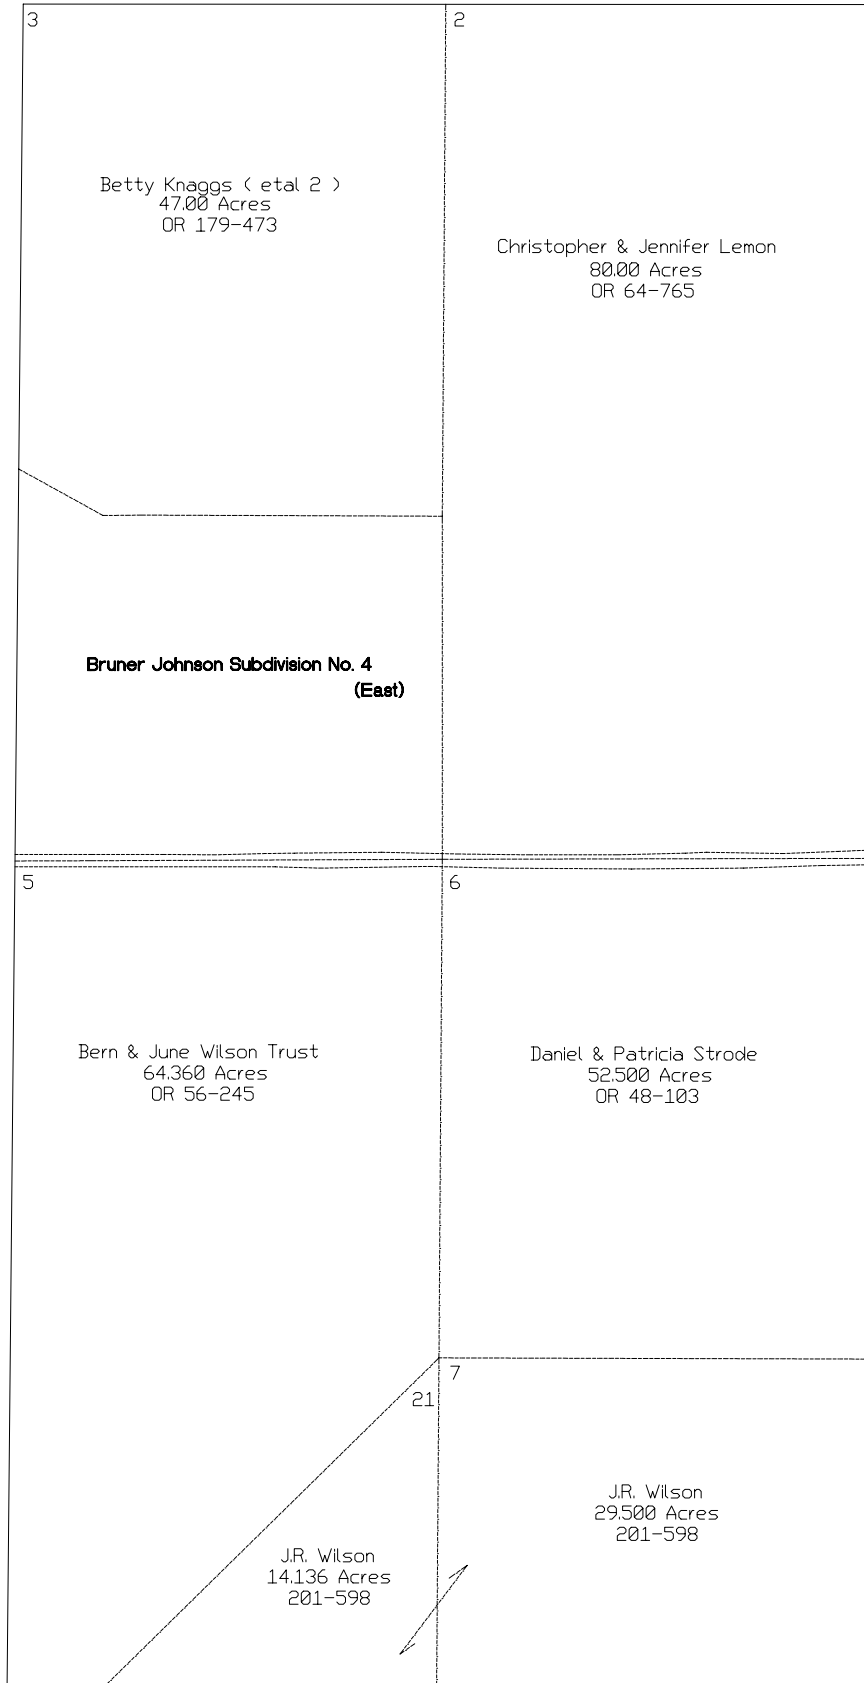 3
2
Betty Knaggs ( etal 2 )
47.00 Acres
OR 179-473
Christopher & Jennifer Lemon
80.00 Acres
OR 64-765
Bruner Johnson Subdivision No. 4
(East)
5
6
Bern & June Wilson Trust
64.360 Acres
OR 56-245
Daniel & Patricia Strode
52.500 Acres
OR 48-103
7
21
J.R. Wilson
29.500 Acres
201-598
J.R. Wilson
14.136 Acres
201-598